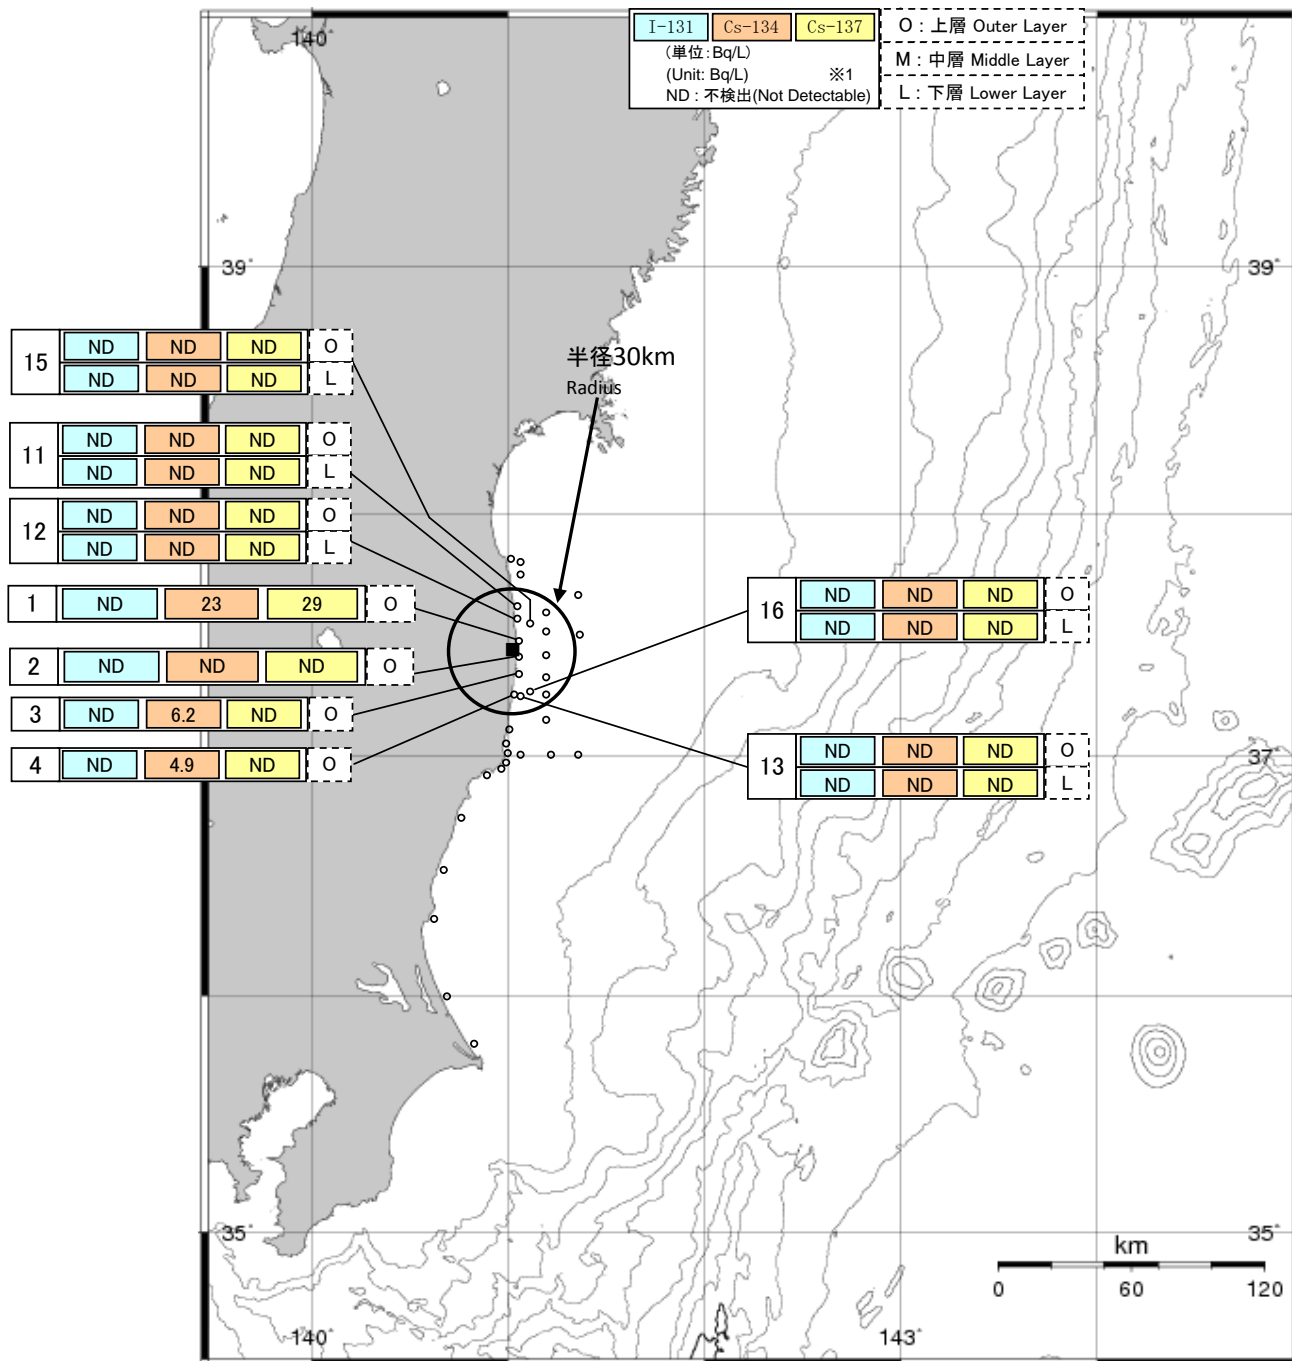 140°
I-131 Cs-134 Cs-137
(単位:Bq/L)
(Unit: Bq/L) ※1
ND : 不検出(Not Detectable)
O : 上層 Outer Layer
M : 中層 Middle Layer
L : 下層 Lower Layer
39° 39°
半径30km
Radius
15 ND ND ND O
ND ND ND L
11 ND ND ND O
ND ND ND L
12 ND ND ND O
ND ND ND L
1 ND 23 29 O
2 ND ND ND O
3 ND 6.2 ND O
4 ND 4.9 ND O
16 ND ND ND O
ND ND ND L
13 ND ND ND O
ND ND ND L
37°
35° 35°
km
0 60 120
140° 143°